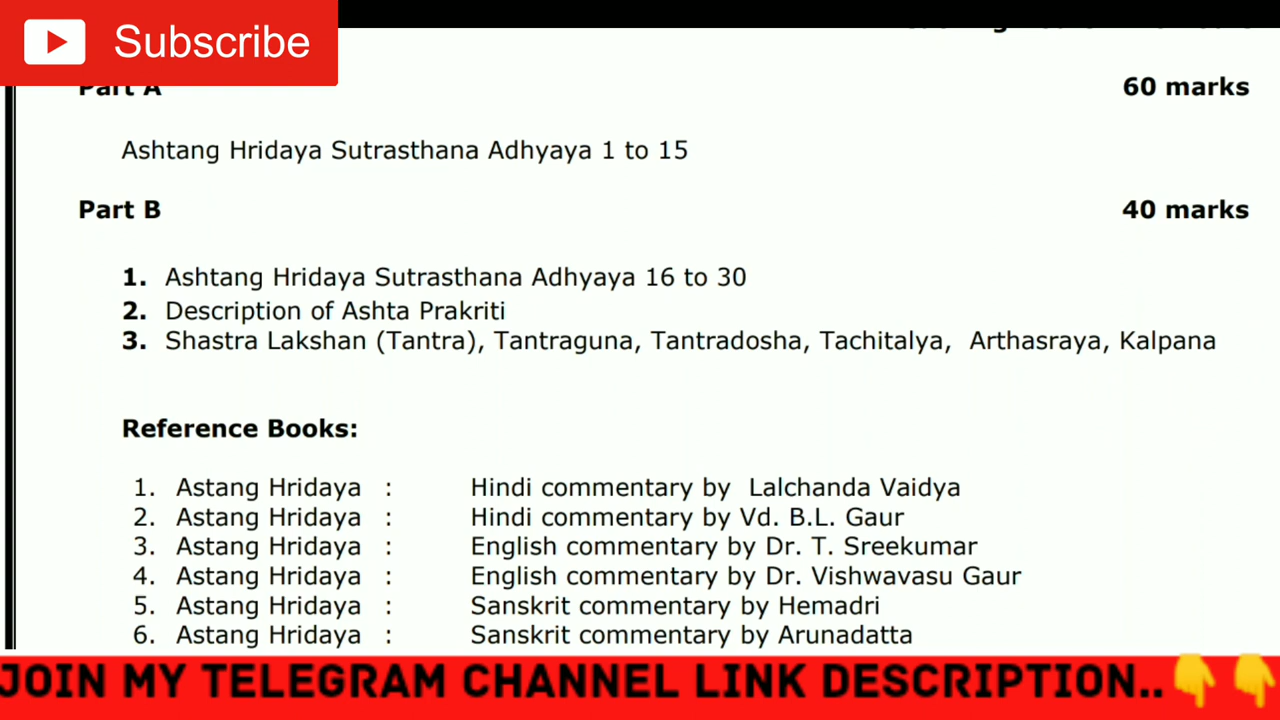 Subscribe
Part A 60 marks
Ashtang Hridaya Sutrasthana Adhyaya 1 to 15
Part B 40 marks
1. Ashtang Hridaya Sutrasthana Adhyaya 16 to 30
2. Description of Ashta Prakriti
3. Shastra Lakshan (Tantra), Tantraguna, Tantradosha, Tachitalya, Arthasraya, Kalpana
Reference Books:
1. Astang Hridaya : Hindi commentary by Lalchanda Vaidya
2. Astang Hridaya : Hindi commentary by Vd. B.L. Gaur
3. Astang Hridaya : English commentary by Dr. T. Sreekumar
4. Astang Hridaya : English commentary by Dr. Vishwavasu Gaur
5. Astang Hridaya : Sanskrit commentary by Hemadri
6. Astang Hridaya : Sanskrit commentary by Arunadatta
JOIN MY TELEGRAM CHANNEL LINK DESCRIPTION..👇👇